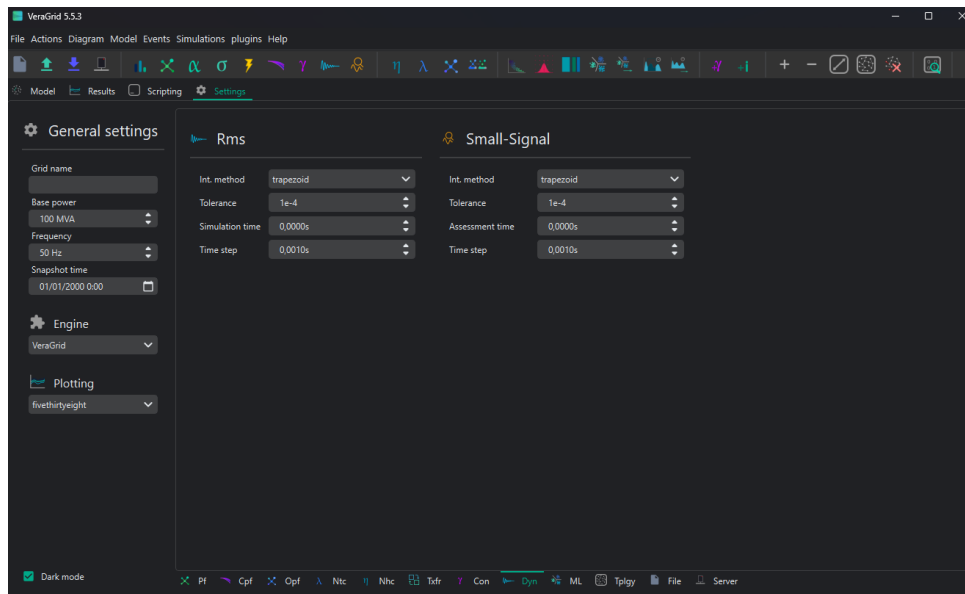 VeraGrid 5.5.3
File Actions Diagram Model Events Simulations plugins Help
α σ γ η λ
Model Results Scripting Settings
General settings
Grid name
Base power
100 MVA
Frequency
50 Hz
Snapshot time
01/01/2000 0:00
Engine
VeraGrid
Plotting
fivethirtyeight
Dark mode
Rms
Int. method trapezoid
Tolerance 1e-4
Simulation time 0,0000s
Time step 0,0010s
Small-Signal
Int. method trapezoid
Tolerance 1e-4
Assessment time 0,0000s
Time step 0,0010s
Pf Cpf Opf Ntc Nhc Txfr Con Dyn ML Tplgy File Server